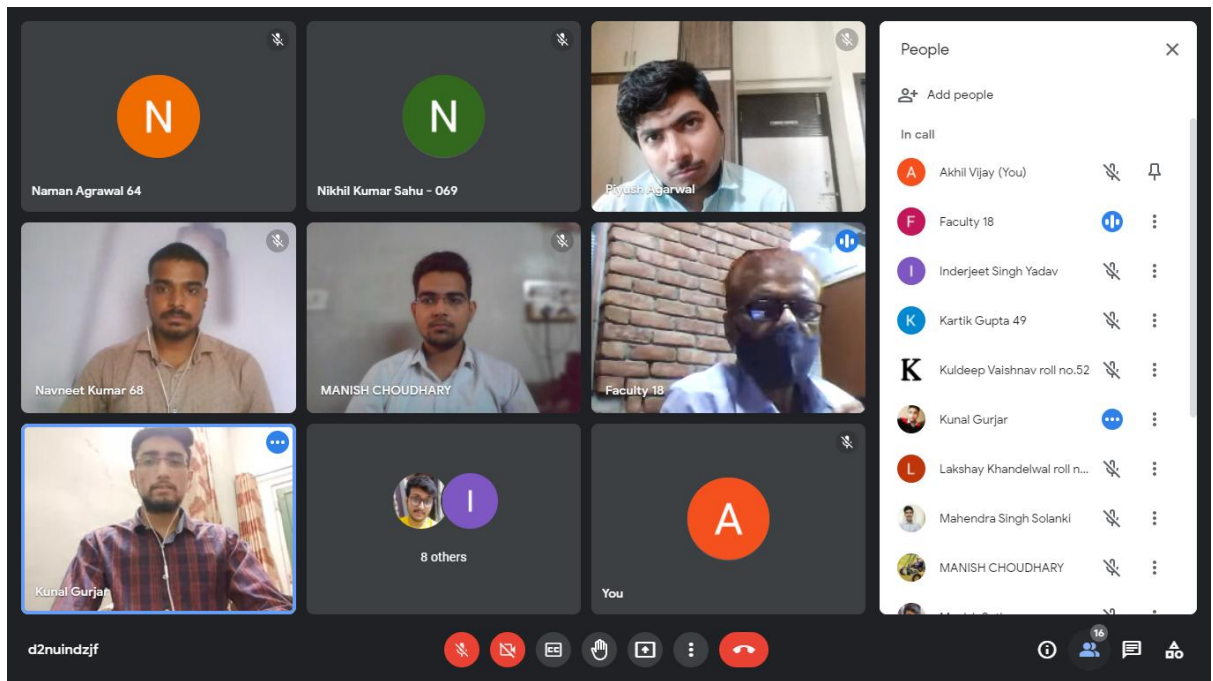 N
Naman Agrawal 64
N
Nikhil Kumar Sahu - 069
Piyush Agarwal
Navneet Kumar 68
MANISH CHOUDHARY
Faculty 18
Kunal Gurjar
I
8 others
A
You
People
Add people
In call
A Akhil Vijay (You)
F Faculty 18
I Inderjeet Singh Yadav
K Kartik Gupta 49
K Kuldeep Vaishnav roll no.52
Kunal Gurjar
L Lakshay Khandelwal roll n...
Mahendra Singh Solanki
MANISH CHOUDHARY
d2nuindzjf
CC
16